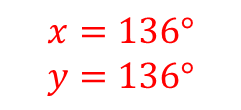 x = 136°
y = 136°